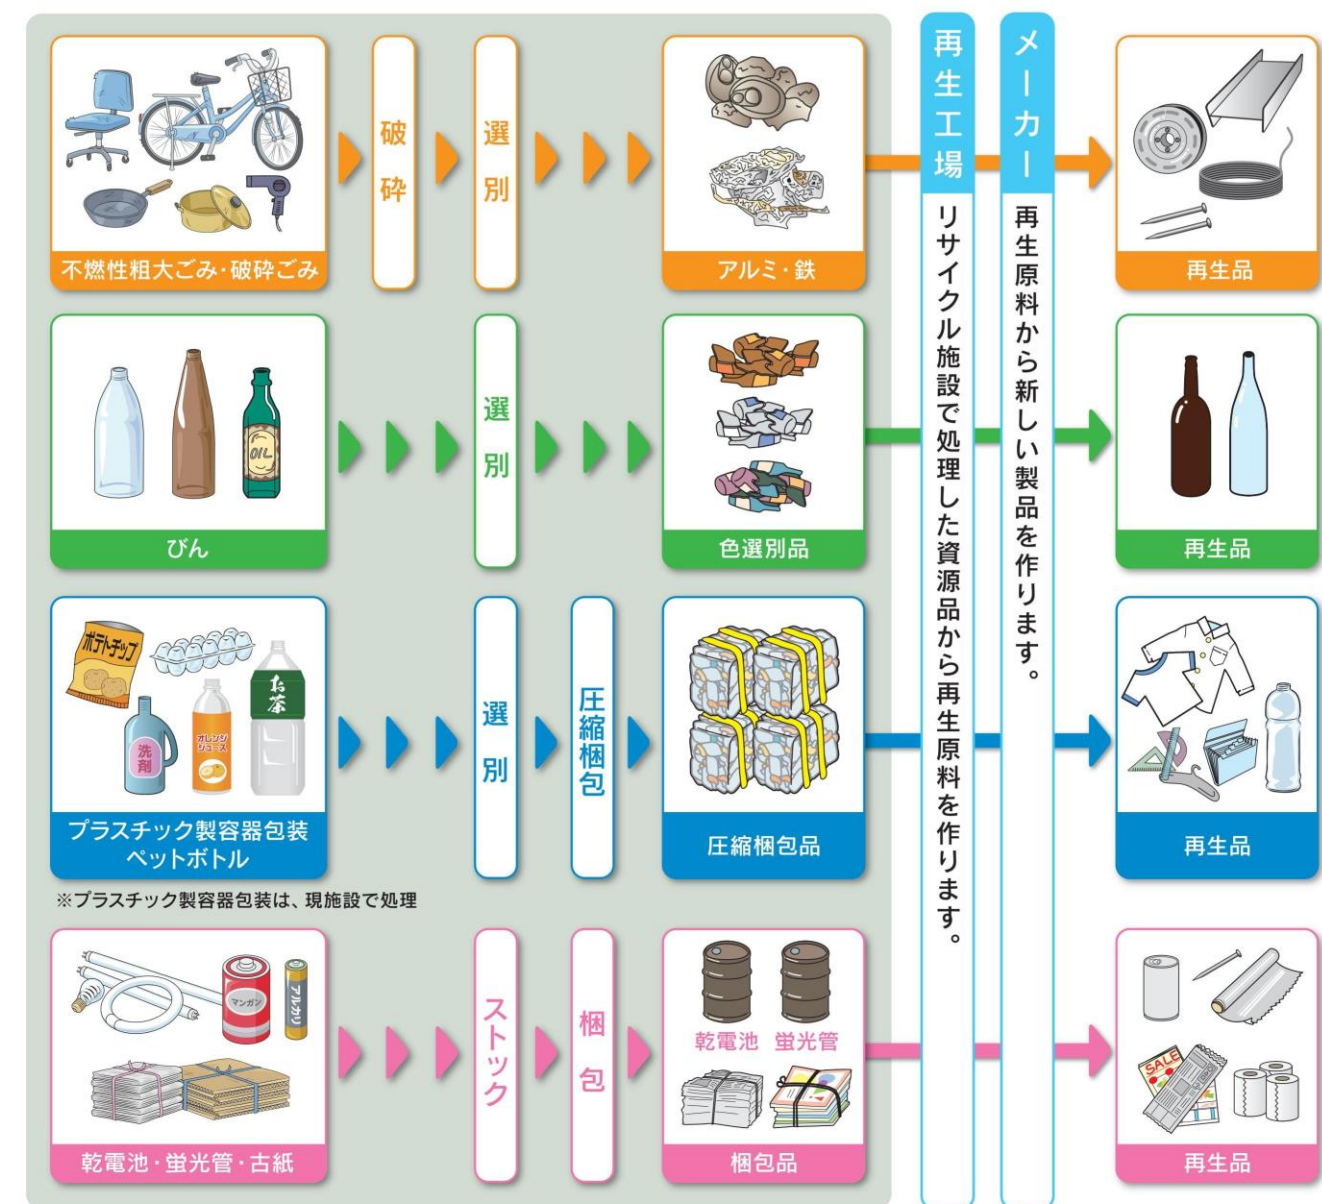 不燃性粗大ごみ・破砕ごみ
破砕
選別
アルミ・鉄
再生品
OIL
びん
選別
色選別品
再生品
ポテトチップ
洗剤
オレンジ
ジュース
お茶
プラスチック製容器包装
ペットボトル
選別
圧縮梱包
圧縮梱包品
再生品
※プラスチック製容器包装は、現施設で処理
マンガン
アルカリ
乾電池・蛍光管・古紙
ストック
梱包
乾電池
蛍光管
梱包品
SALE
再生品
再生工場
リサイクル施設で処理した資源品から再生原料を作ります。
メーカー
再生原料から新しい製品を作ります。